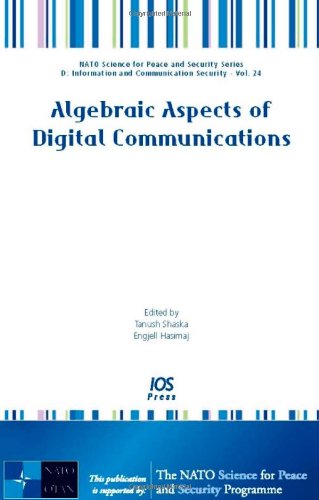 NATO Science for Peace and Security Series
D: Information and Communication Security - Vol. 24
Algebraic Aspects of
Digital Communications
Edited by
Tanush Shaska
Engjell Hasimaj
IOS
Press
NATO
OTAN
This publication
is supported by:
The NATO Science for Peace
and Security Programme